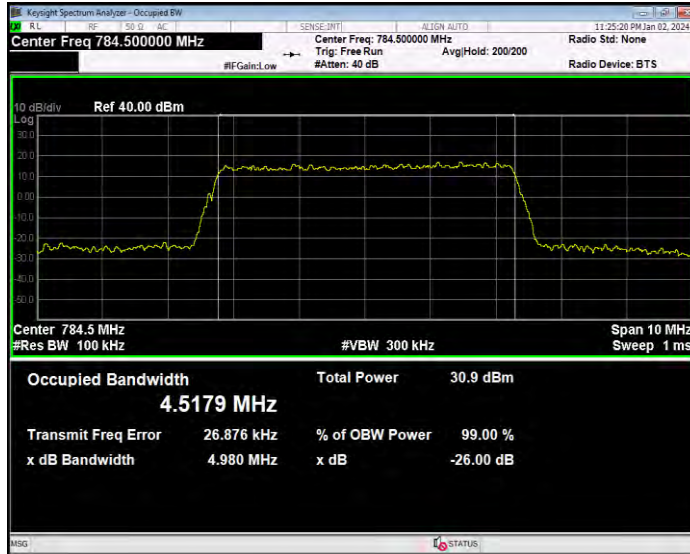 Keysight Spectrum Analyzer - Occupied BW
RL RF 50 Ω AC SENSE:INT ALIGN AUTO 11:25:20 PM Jan 02, 2024
Center Freq 784.500000 MHz Center Freq: 784.500000 MHz Radio Std: None
Trig: Free Run Avg|Hold: 200/200
#IFGain:Low #Atten: 40 dB Radio Device: BTS
10 dB/div Ref 40.00 dBm
Log
30.0
20.0
10.0
0.00
-10.0
-20.0
-30.0
-40.0
-50.0
Center 784.5 MHz Span 10 MHz
#Res BW 100 kHz #VBW 300 kHz Sweep 1 ms
Occupied Bandwidth Total Power 30.9 dBm
4.5179 MHz
Transmit Freq Error 26.876 kHz % of OBW Power 99.00 %
x dB Bandwidth 4.980 MHz x dB -26.00 dB
MSG STATUS